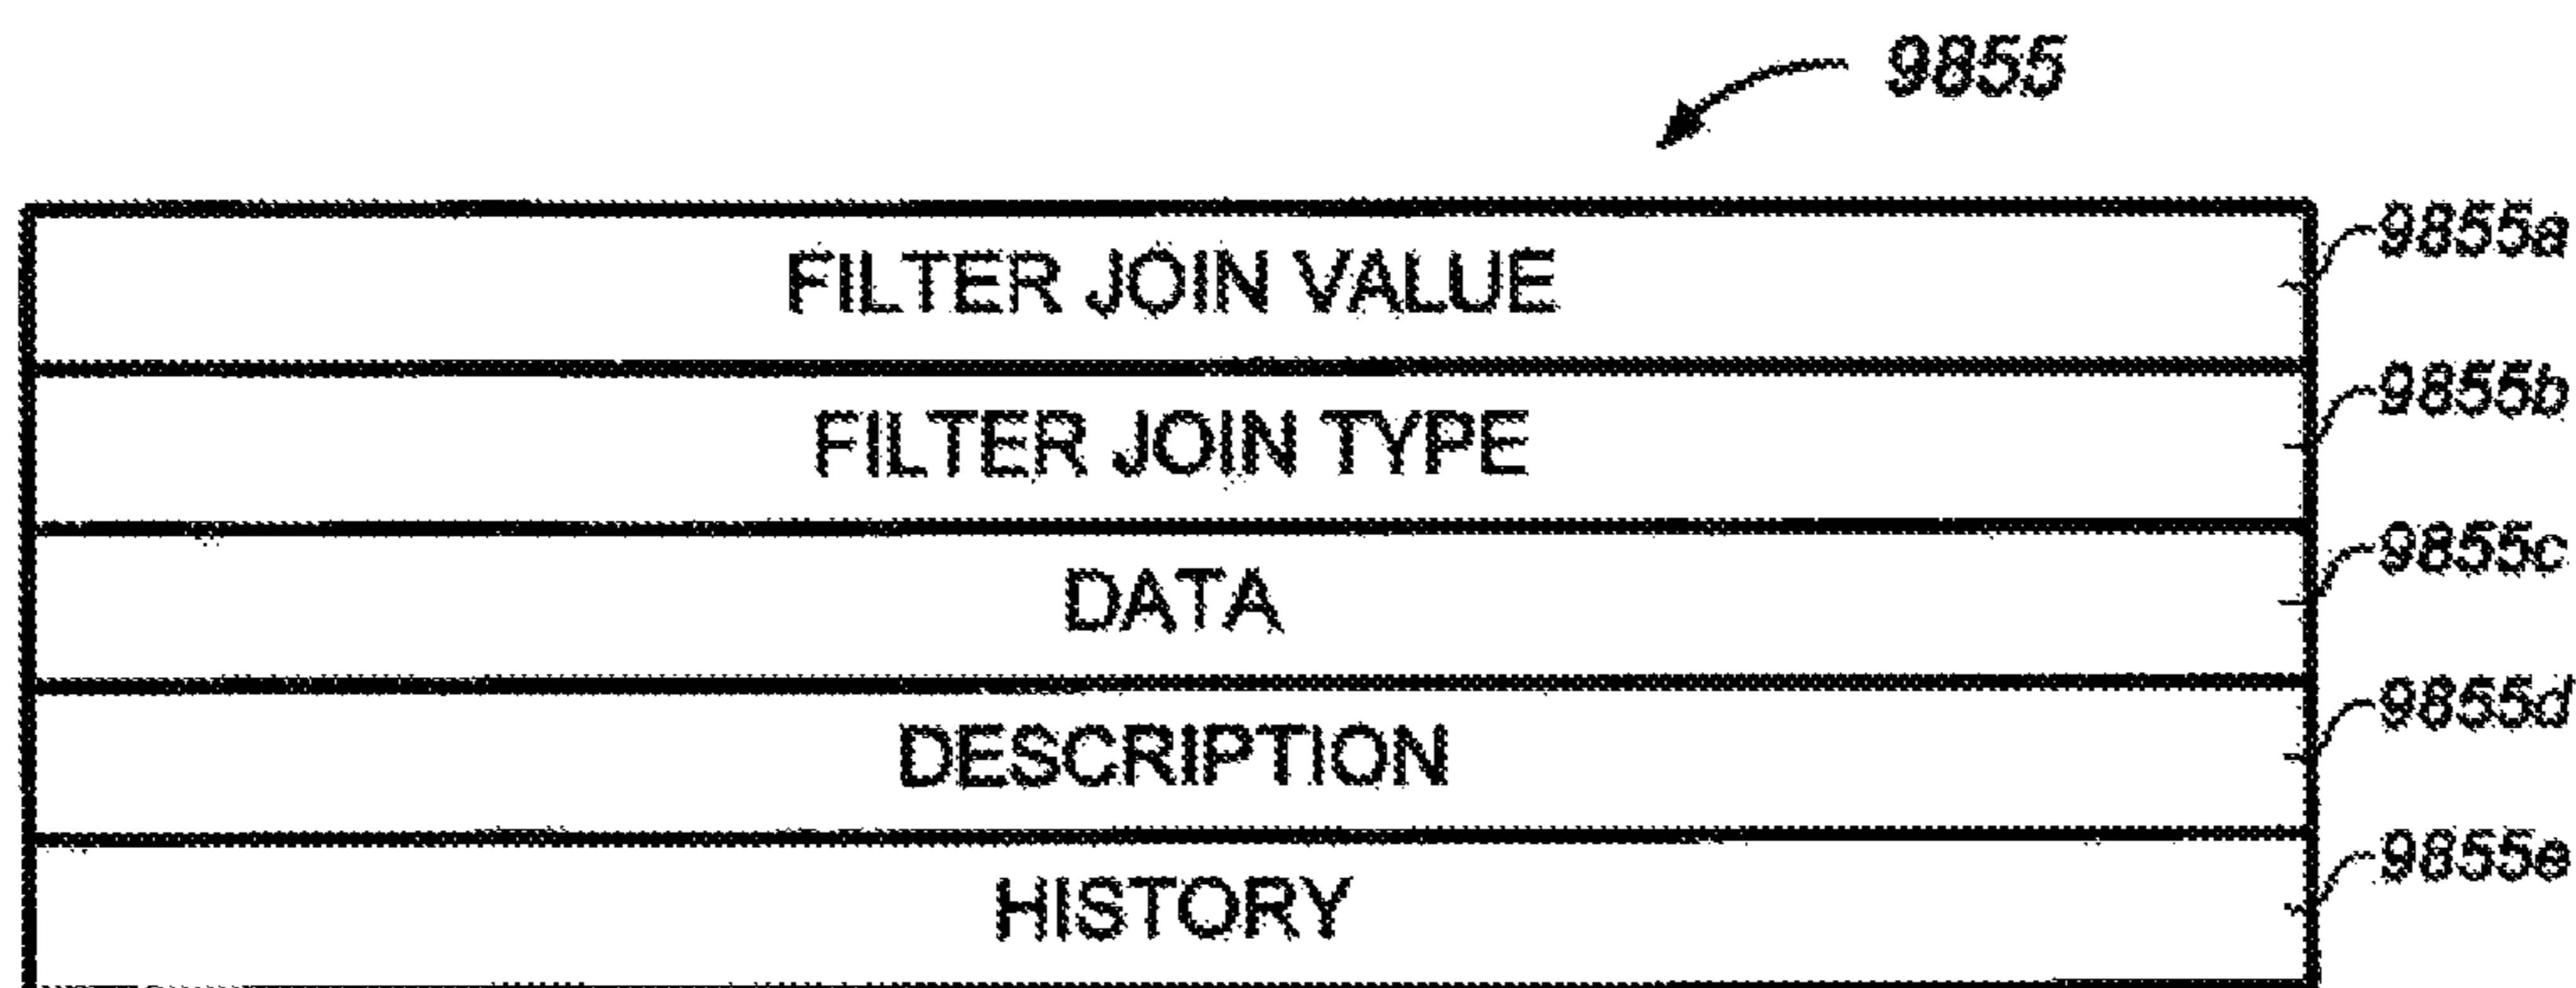 9855
FILTER JOIN VALUE 9855a
FILTER JOIN TYPE 9855b
DATA 9855c
DESCRIPTION 9855d
HISTORY 9855e